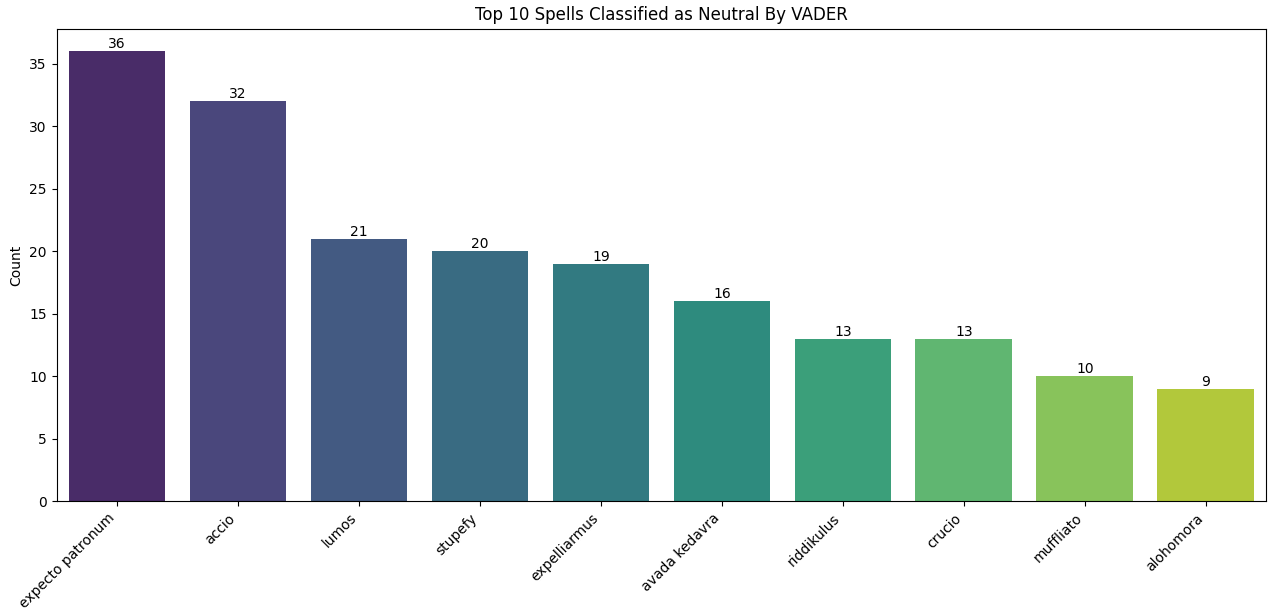 Top 10 Spells Classified as Neutral By VADER
Count
35
30
25
20
15
10
5
0
36
32
21
20
19
16
13
13
10
9
expecto patronum
accio
lumos
stupefy
expelliarmus
avada kedavra
riddikulus
crucio
muffliato
alohomora